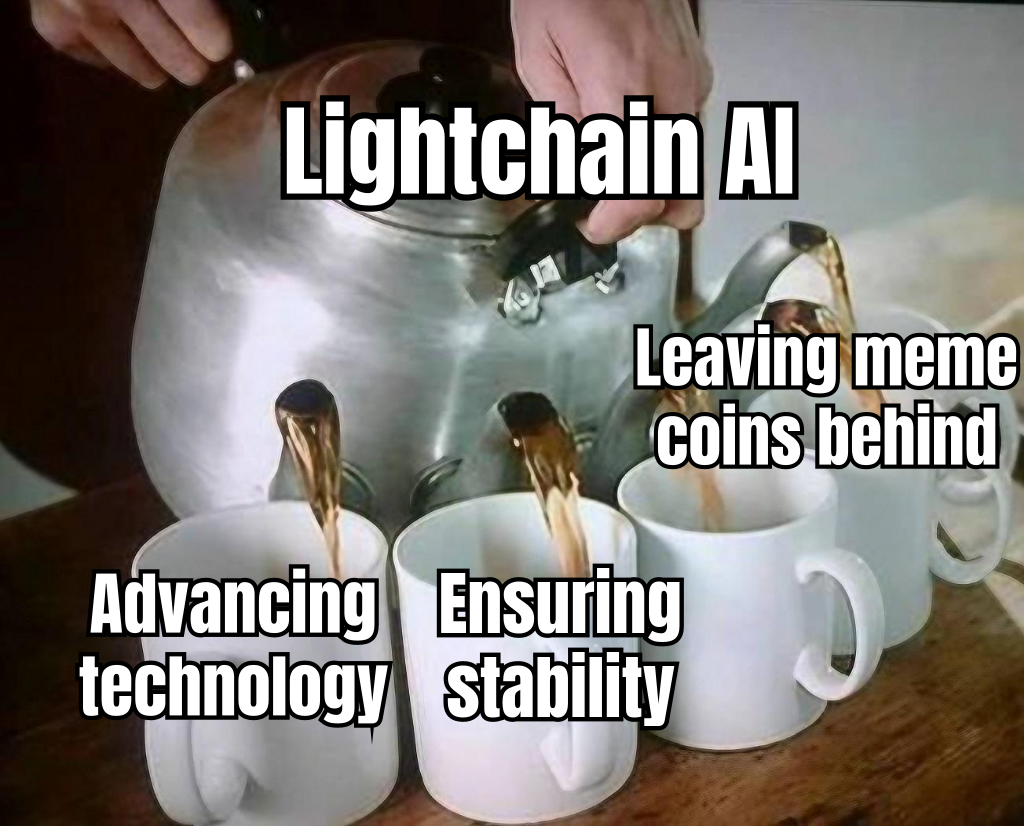 Lightchain AI
Leaving meme
coins behind
Advancing
technology
Ensuring
stability